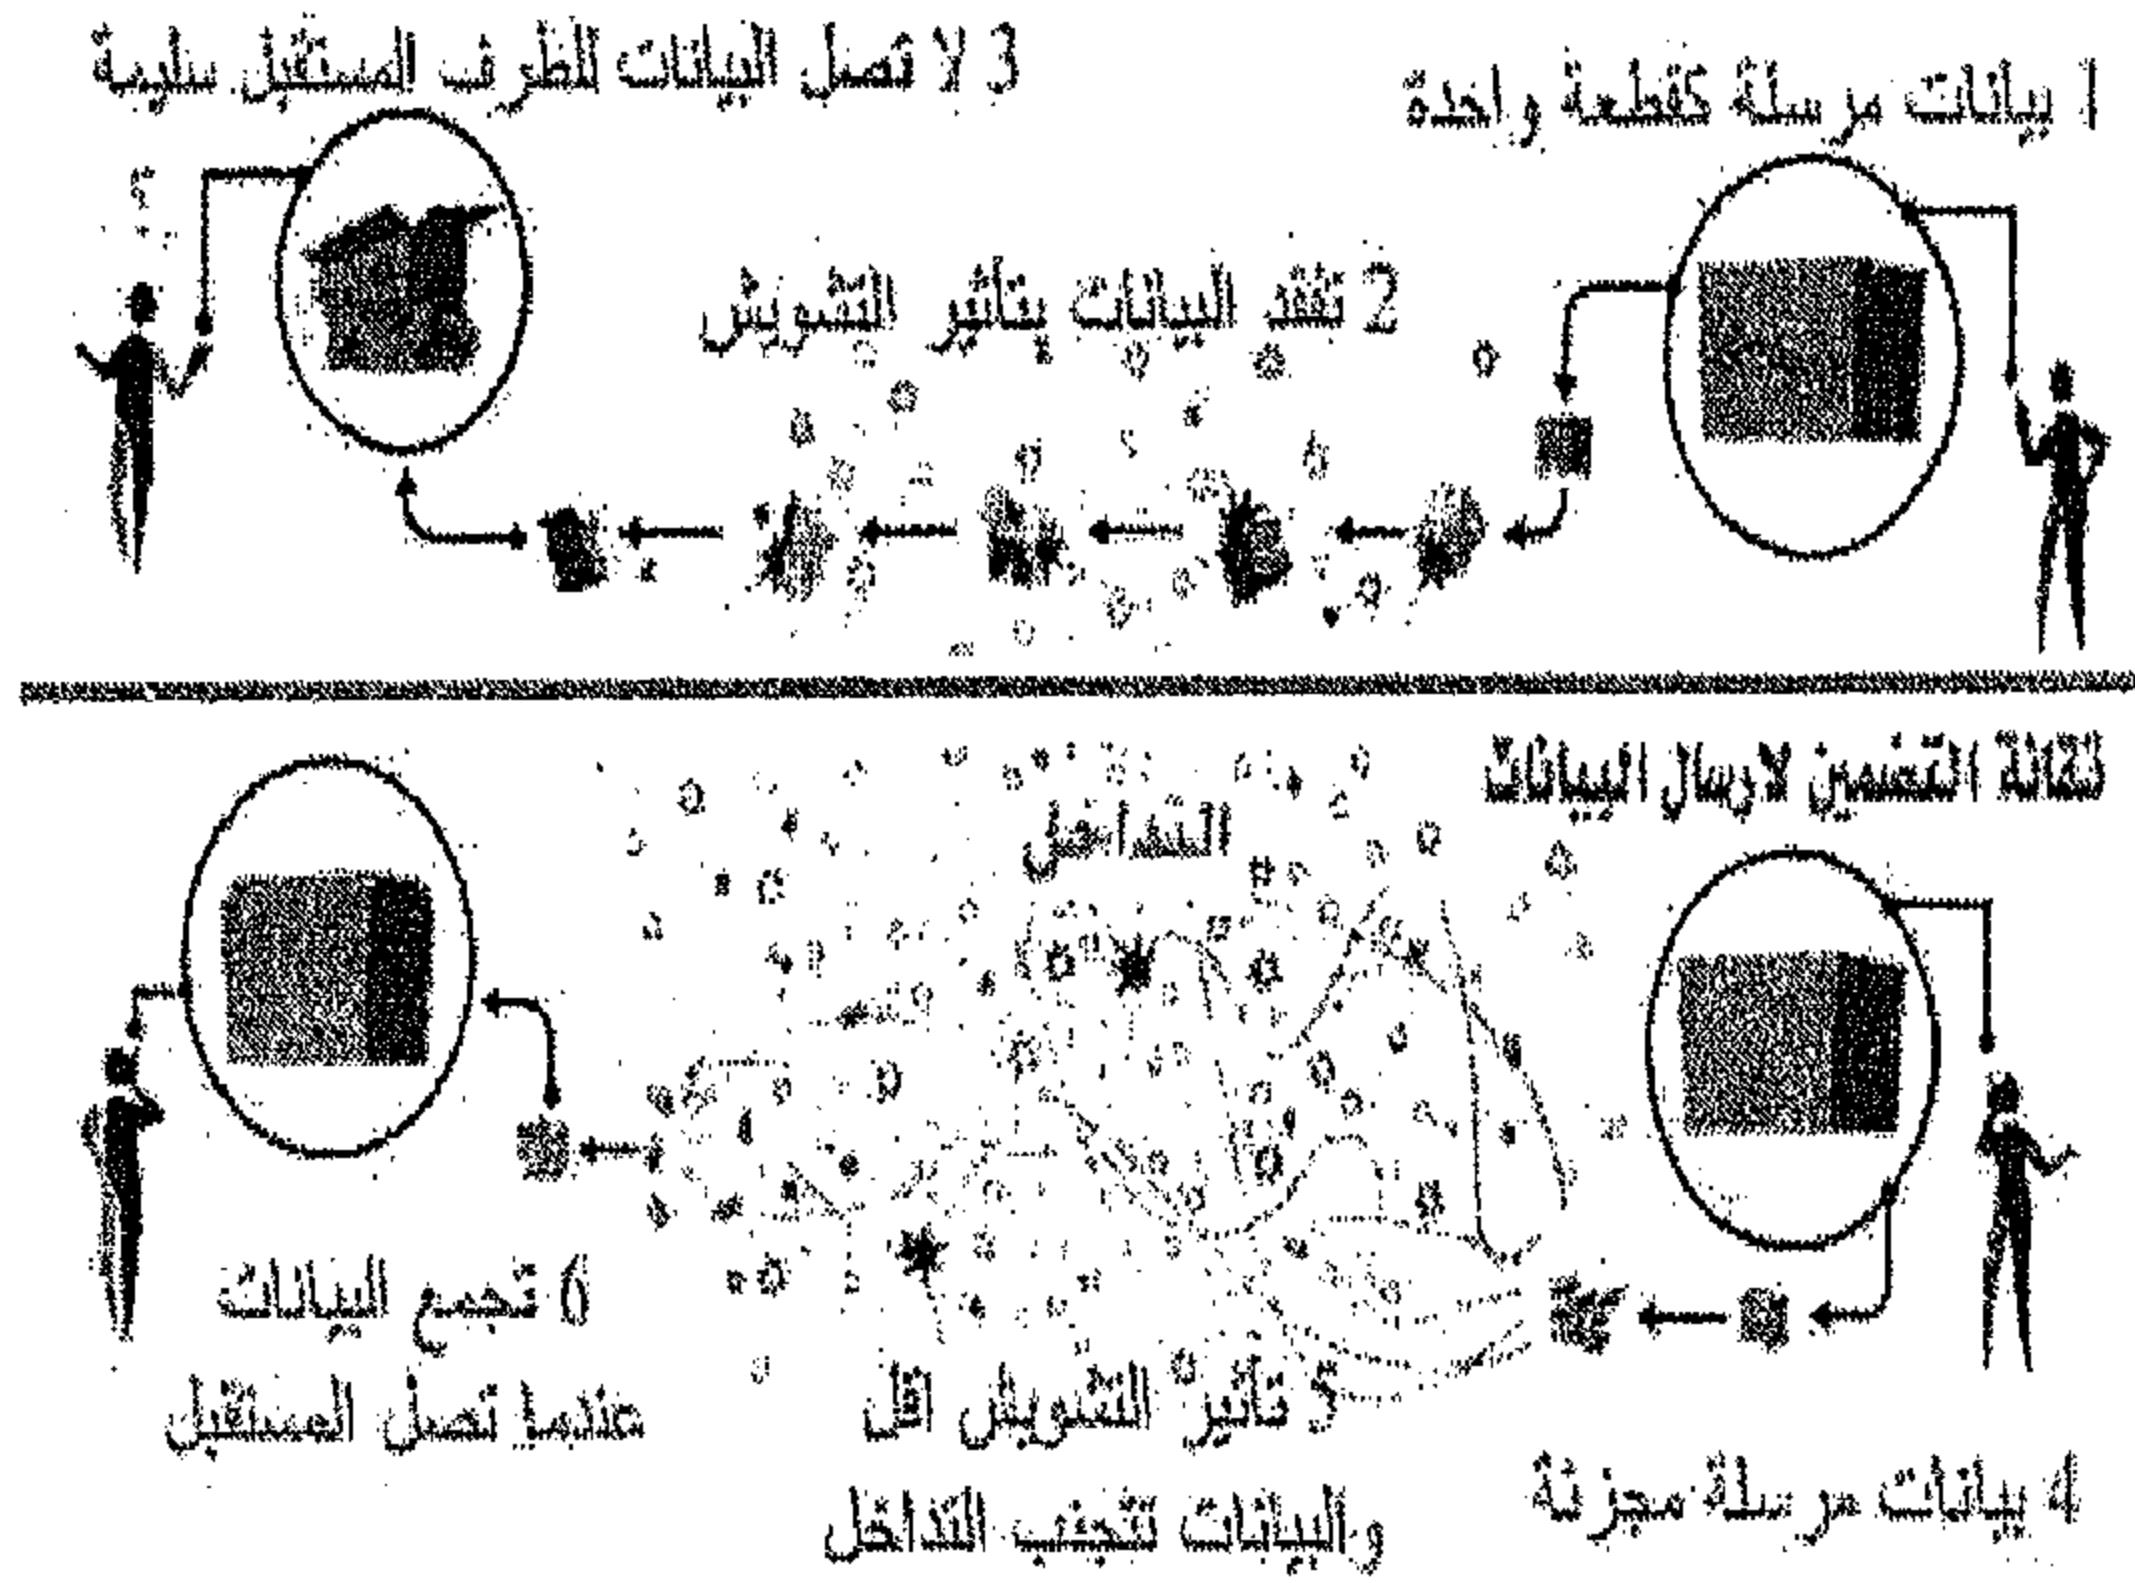 1 بيانات مرسلة كقطعة واحدة
2 تفقد البيانات بتأثير التشويش
3 لا تصل البيانات للطرف المستقبل سليمة
؟
تقانة التضمين لارسال البيانات
التداخل
4 بيانات مرسلة مجزئة
5 تأثير التشويش اقل
والبيانات تتجنب التداخل
6 تجمع البيانات
عندما تصل المستقبل